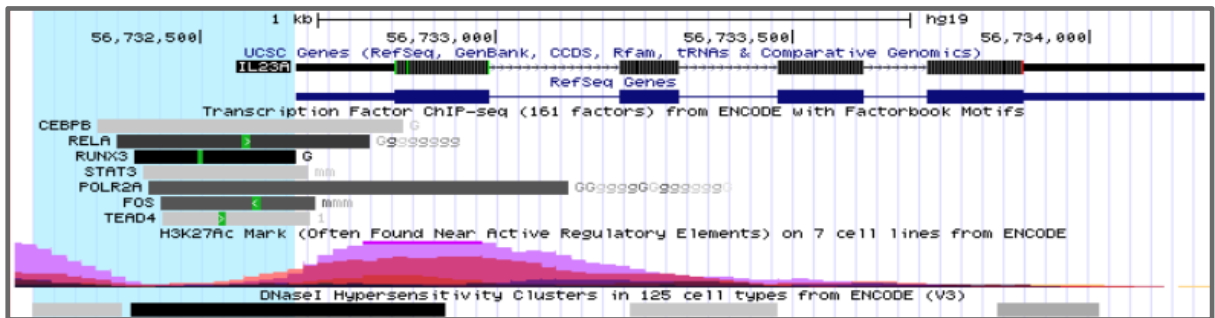 1 kb hg19
56,732,500| 56,733,000| 56,733,500| 56,734,000|
UCSC Genes (RefSeq, GenBank, CCDS, Rfam, tRNAs & Comparative Genomics)
IL23A
RefSeq Genes
Transcription Factor ChIP-seq (161 factors) from ENCODE with Factorbook Motifs
CEBPB G
RELA Ggggggggg
RUNX3 G
STAT3 mm
POLR2A GGgggggGGggggggG
FOS mmm
TEAD4 1
H3K27Ac Mark (Often Found Near Active Regulatory Elements) on 7 cell lines from ENCODE
DNaseI Hypersensitivity Clusters in 125 cell types from ENCODE (V3)